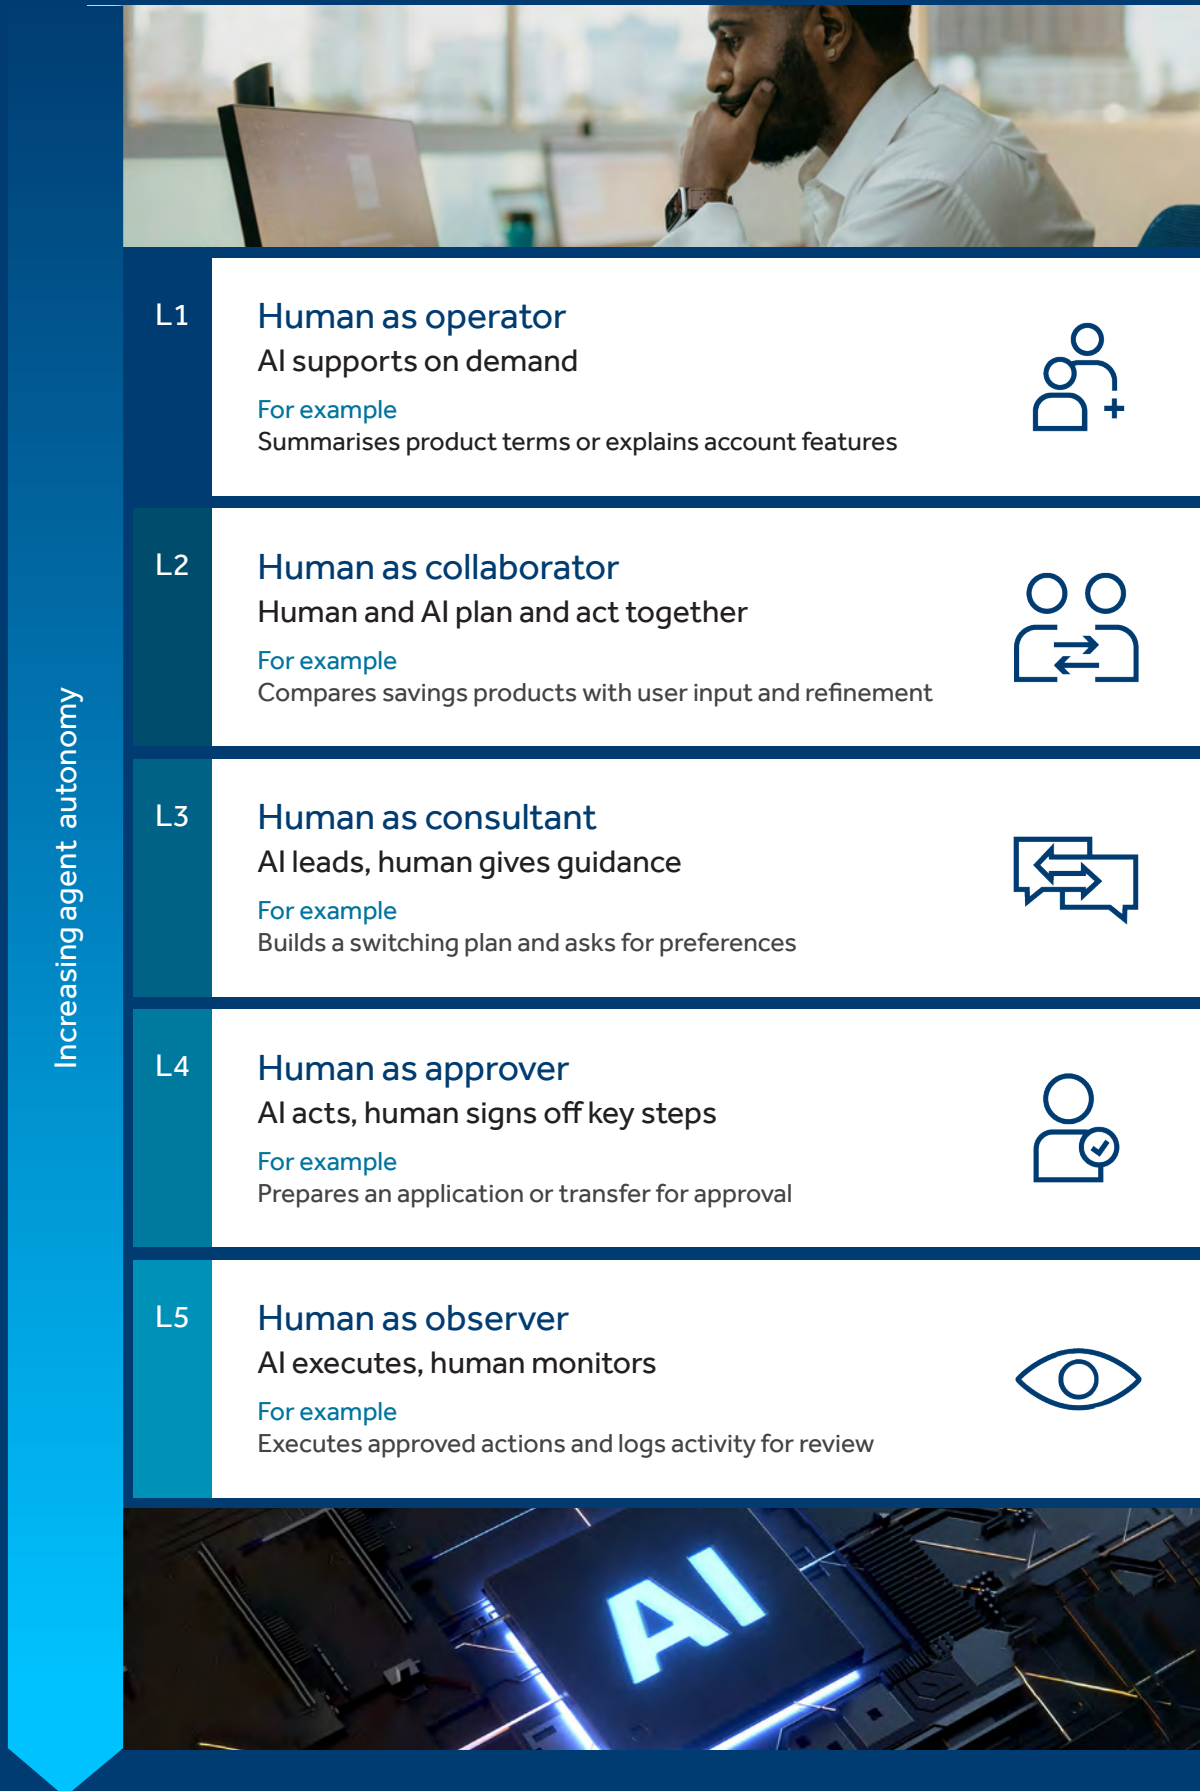 Increasing agent autonomy
L1
Human as operator
AI supports on demand
For example
Summarises product terms or explains account features
L2
Human as collaborator
Human and AI plan and act together
For example
Compares savings products with user input and refinement
L3
Human as consultant
AI leads, human gives guidance
For example
Builds a switching plan and asks for preferences
L4
Human as approver
AI acts, human signs off key steps
For example
Prepares an application or transfer for approval
L5
Human as observer
AI executes, human monitors
For example
Executes approved actions and logs activity for review
AI